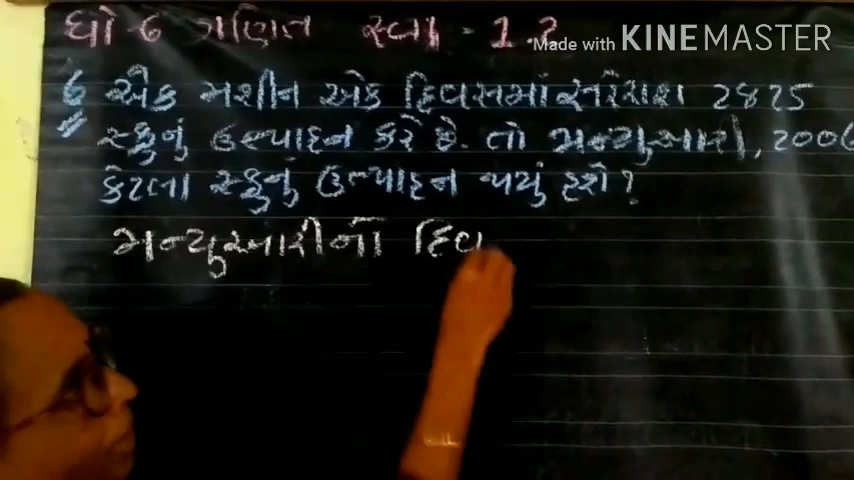 ધો-6 ગણિત સ્વા - 1.2
Made with KINEMASTER
6 એક મશીન એક દિવસમાં સરેરાશ 2825
સ્ક્રુનું ઉત્પાદન કરે છે. તો જાન્યુઆરી, 2006
કેટલા સ્ક્રુનું ઉત્પાદન થયું હશે?
જાન્યુઆરીના દિવ